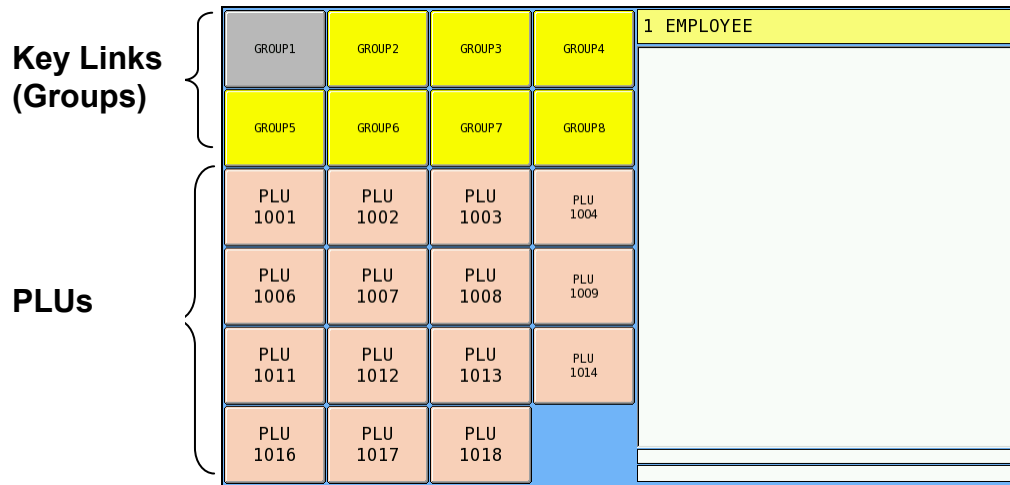 Key Links
(Groups)
GROUP1 GROUP2 GROUP3 GROUP4
GROUP5 GROUP6 GROUP7 GROUP8
1 EMPLOYEE
PLUs
PLU PLU PLU PLU
1001 1002 1003 1004
PLU PLU PLU PLU
1006 1007 1008 1009
PLU PLU PLU PLU
1011 1012 1013 1014
PLU PLU PLU
1016 1017 1018